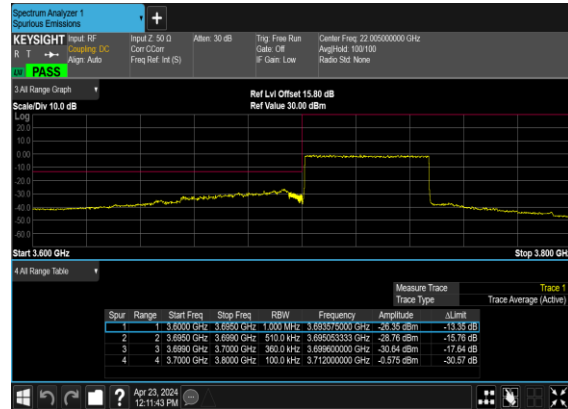 Spectrum Analyzer 1
Spurious Emissions
+
KEYSIGHT Input: RF Input Z: 50 Ω Atten: 30 dB Trig: Free Run Center Freq: 22.005000000 GHz
R T Coupling: DC Corr CCorr Gate: Off Avg|Hold: 100/100
Align: Auto Freq Ref: Int (S) IF Gain: Low Radio Std: None
LW PASS
3 All Range Graph
Ref Lvl Offset 15.80 dB
Scale/Div 10.0 dB Ref Value 30.00 dBm
Log
20.0
10.0
0.00
-10.0
-20.0
-30.0
-40.0
-50.0
-60.0
Start 3.600 GHz Stop 3.800 GHz
4 All Range Table
Measure Trace Trace 1
Trace Type Trace Average (Active)
Spur Range Start Freq Stop Freq RBW Frequency Amplitude ΔLimit
1 1 3.6000 GHz 3.6950 GHz 1.000 MHz 3.693575000 GHz -26.35 dBm -13.35 dB
2 2 3.6950 GHz 3.6990 GHz 510.0 kHz 3.695053333 GHz -28.76 dBm -15.76 dB
3 3 3.6990 GHz 3.7000 GHz 360.0 kHz 3.699600000 GHz -30.64 dBm -17.64 dB
4 4 3.7000 GHz 3.8000 GHz 100.0 kHz 3.712000000 GHz -0.575 dBm -30.57 dB
? Apr 23, 2024
12:11:43 PM